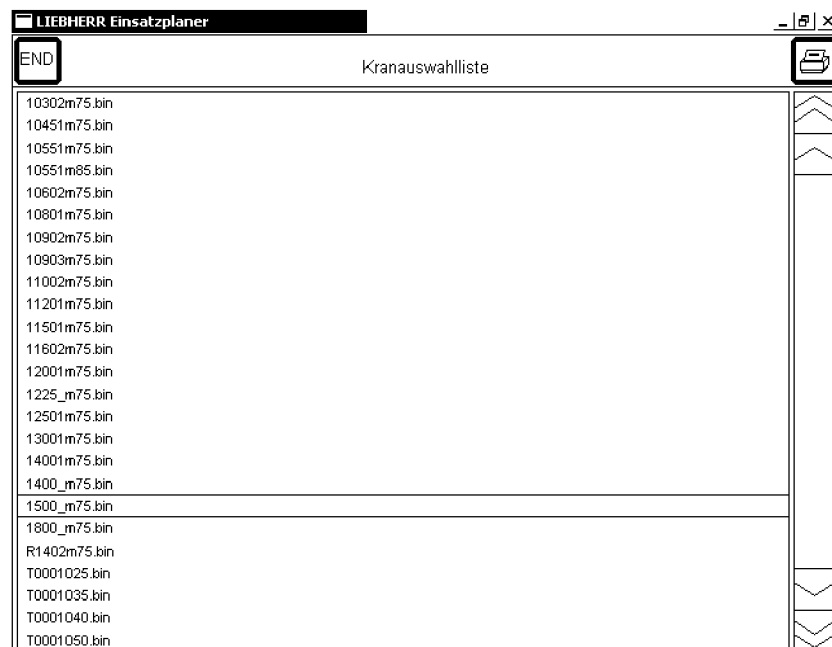 LIEBHERR Einsatzplaner
END
Kranauswahlliste
10302m75.bin
10451m75.bin
10551m75.bin
10551m85.bin
10602m75.bin
10801m75.bin
10902m75.bin
10903m75.bin
11002m75.bin
11201m75.bin
11501m75.bin
11602m75.bin
12001m75.bin
1225_m75.bin
12501m75.bin
13001m75.bin
14001m75.bin
1400_m75.bin
1500_m75.bin
1800_m75.bin
R1402m75.bin
T0001025.bin
T0001035.bin
T0001040.bin
T0001050.bin